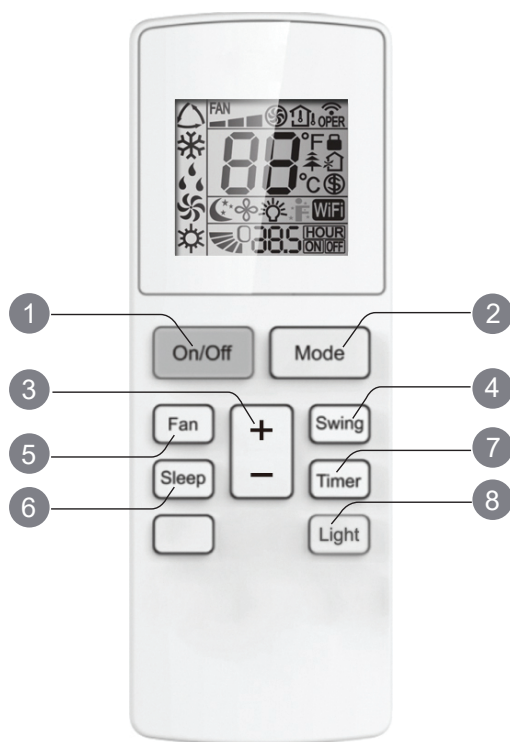 FAN
OPER
88 °F
°C $
WiFi
38.5 HOUR
ON OFF
1
2
On/Off
Mode
3
4
Fan
+
Swing
5
7
Sleep
−
Timer
6
8
Light